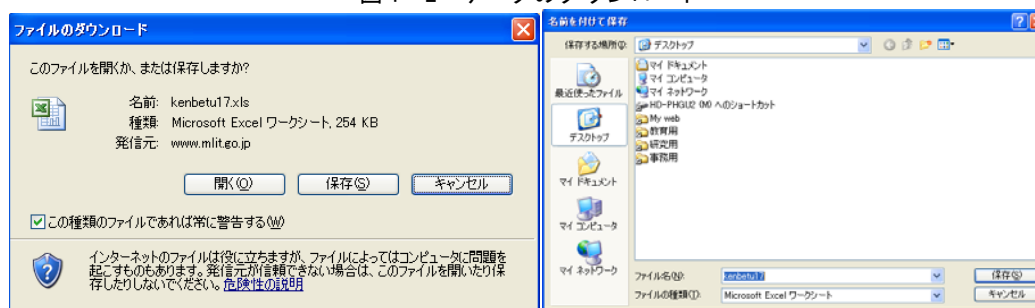 ファイルのダウンロード
このファイルを開くか、または保存しますか?
名前: kenbetu17.xls
種類: Microsoft Excel ワークシート, 254 KB
発信元: www.mlit.go.jp
開く(O)
保存(S)
キャンセル
この種類のファイルであれば常に警告する(W)
インターネットのファイルは役に立ちますが、ファイルによってはコンピュータに問題を
起こすものもあります。発信元が信頼できない場合は、このファイルを開いたり保
存したりしないでください。危険性の説明
名前を付けて保存
保存する場所(I):
デスクトップ
最近使ったファイル
デスクトップ
マイ ドキュメント
マイ コンピュータ
マイ ネットワーク
マイ ドキュメント
マイ コンピュータ
マイ ネットワーク
HD-PHGU2 (M) へのショートカット
My web
教育用
研究用
事務用
ファイル名(N):
kenbetu17
保存(S)
ファイルの種類(T):
Microsoft Excel ワークシート
キャンセル